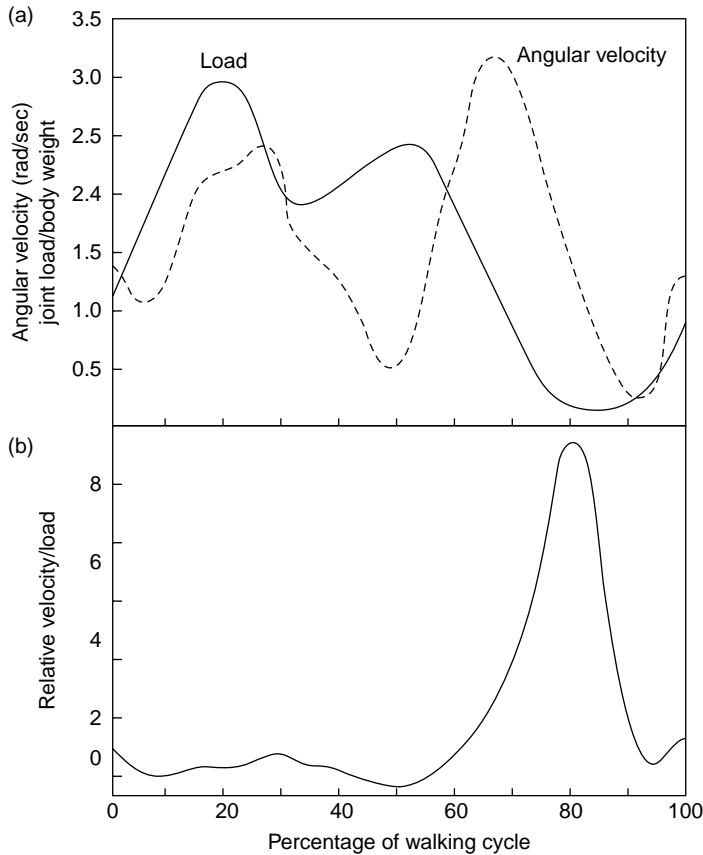 (a)
3.5
3.0
2.5
2.4
1.5
1.0
0.5
Angular velocity (rad/sec)
joint load/body weight
Load
Angular velocity
(b)
8
6
4
2
0
Relative velocity/load
0
20
40
60
80
100
Percentage of walking cycle